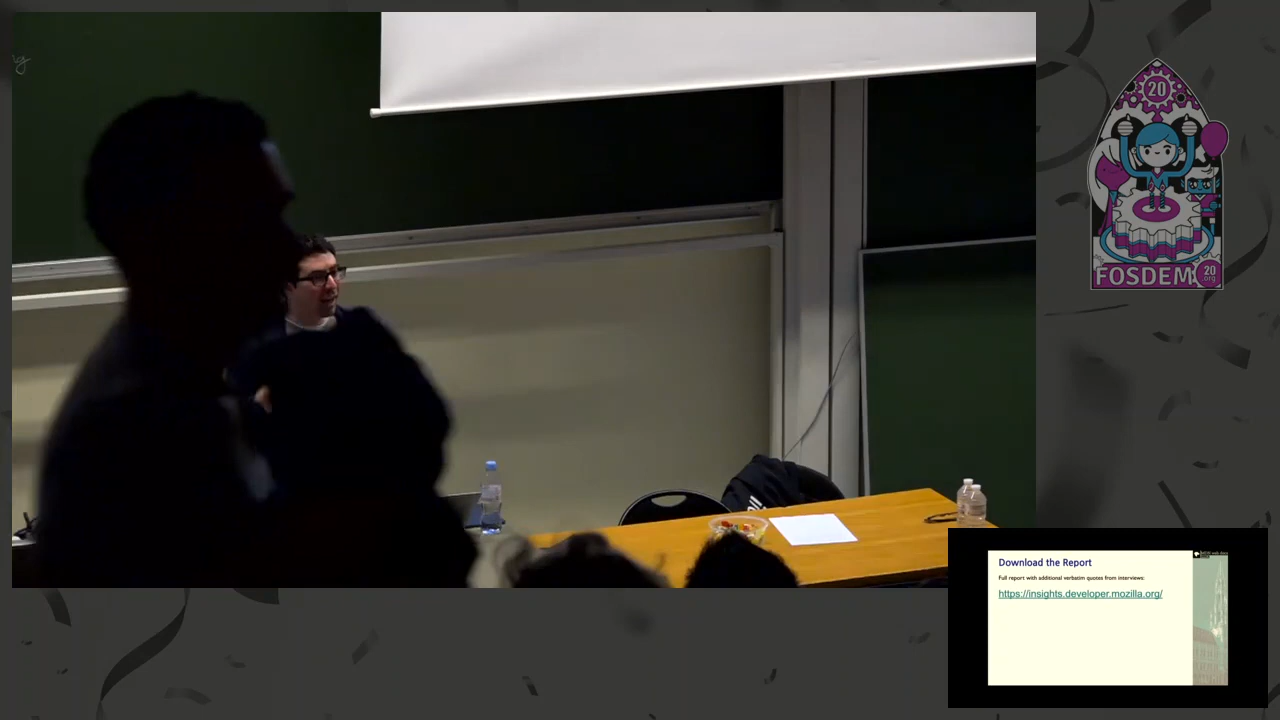 20
FOSDEM
20
.org
Download the Report
Full report with additional verbatim quotes from interviews:
https://insights.developer.mozilla.org/